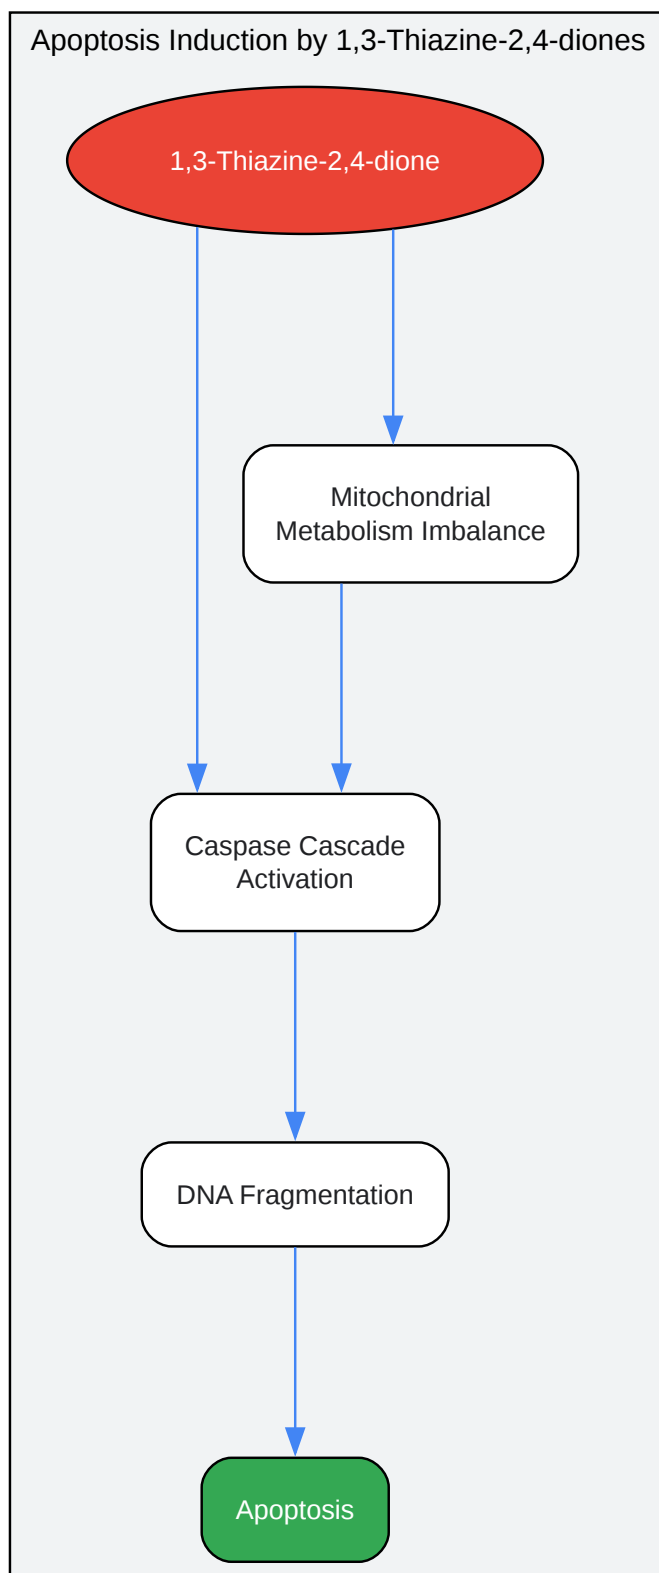 Apoptosis Induction by 1,3-Thiazine-2,4-diones
1,3-Thiazine-2,4-dione
Mitochondrial
Metabolism Imbalance
Caspase Cascade
Activation
DNA Fragmentation
Apoptosis